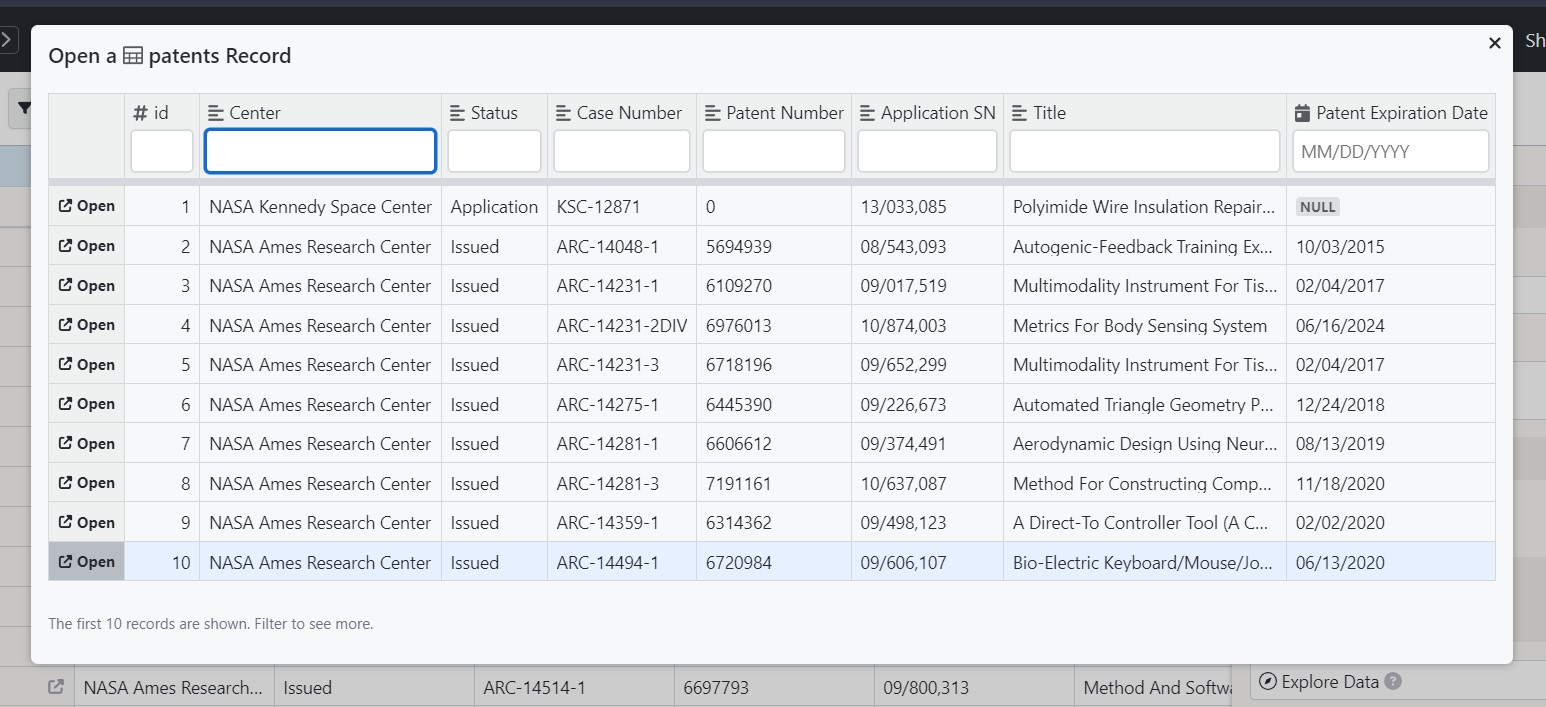 Sh
Open a patents Record
# id Center Status Case Number Patent Number Application SN Title Patent Expiration Date
MM/DD/YYYY
Open 1 NASA Kennedy Space Center Application KSC-12871 0 13/033,085 Polyimide Wire Insulation Repair... NULL
Open 2 NASA Ames Research Center Issued ARC-14048-1 5694939 08/543,093 Autogenic-Feedback Training Ex... 10/03/2015
Open 3 NASA Ames Research Center Issued ARC-14231-1 6109270 09/017,519 Multimodality Instrument For Tis... 02/04/2017
Open 4 NASA Ames Research Center Issued ARC-14231-2DIV 6976013 10/874,003 Metrics For Body Sensing System 06/16/2024
Open 5 NASA Ames Research Center Issued ARC-14231-3 6718196 09/652,299 Multimodality Instrument For Tis... 02/04/2017
Open 6 NASA Ames Research Center Issued ARC-14275-1 6445390 09/226,673 Automated Triangle Geometry P... 12/24/2018
Open 7 NASA Ames Research Center Issued ARC-14281-1 6606612 09/374,491 Aerodynamic Design Using Neur... 08/13/2019
Open 8 NASA Ames Research Center Issued ARC-14281-3 7191161 10/637,087 Method For Constructing Comp... 11/18/2020
Open 9 NASA Ames Research Center Issued ARC-14359-1 6314362 09/498,123 A Direct-To Controller Tool (A C... 02/02/2020
Open 10 NASA Ames Research Center Issued ARC-14494-1 6720984 09/606,107 Bio-Electric Keyboard/Mouse/Jo... 06/13/2020
The first 10 records are shown. Filter to see more.
NASA Ames Research... Issued ARC-14514-1 6697793 09/800,313 Method And Softwa Explore Data ?